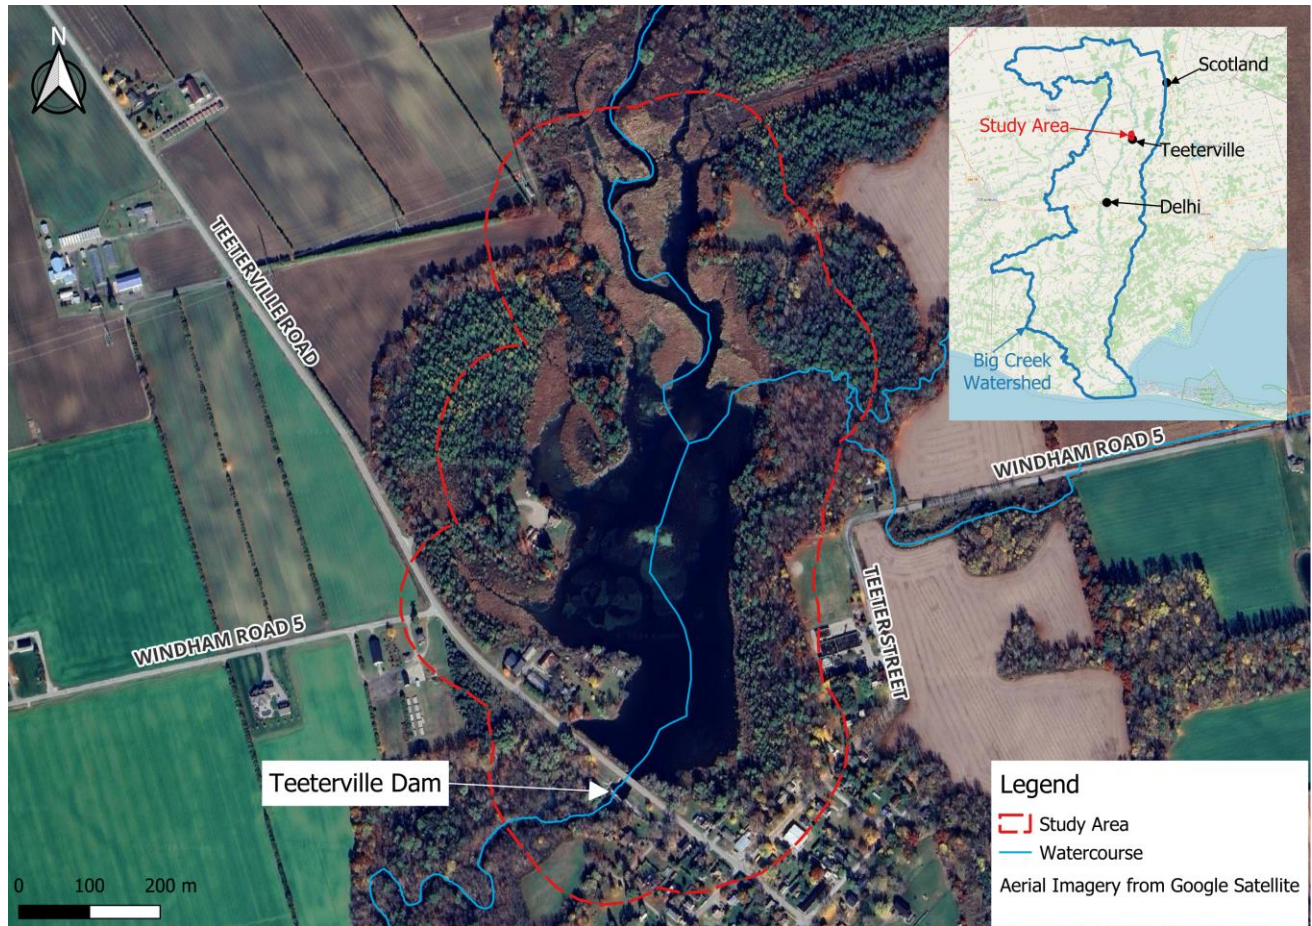 N
Scotland
Study Area
Teeterville
Delhi
Big Creek
Watershed
TEETERVILLE ROAD
WINDHAM ROAD 5
TEETER STREET
WINDHAM ROAD 5
Teeterville Dam
Legend
Study Area
Watercourse
Aerial Imagery from Google Satellite
0 100 200 m